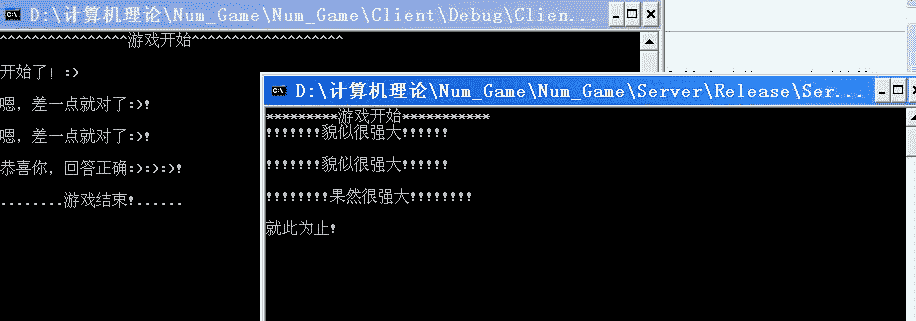 D:\计算机理论\Num_Game\Num_Game\Client\Debug\Clien...
^^^^^^^^^^^^^^^^游戏开始^^^^^^^^^^^^^^^^^^^
开始了!:>
嗯，差一点就对了:>!
嗯，差一点就对了:>!
恭喜你，回答正确:>:>:>!
........游戏结束!......
D:\计算机理论\Num_Game\Num_Game\Server\Release\Ser...
*********游戏开始***********
!!!!!!!貌似很强大!!!!!!
!!!!!!!貌似很强大!!!!!!
!!!!!!!!果然很强大!!!!!!!!
就此为止!